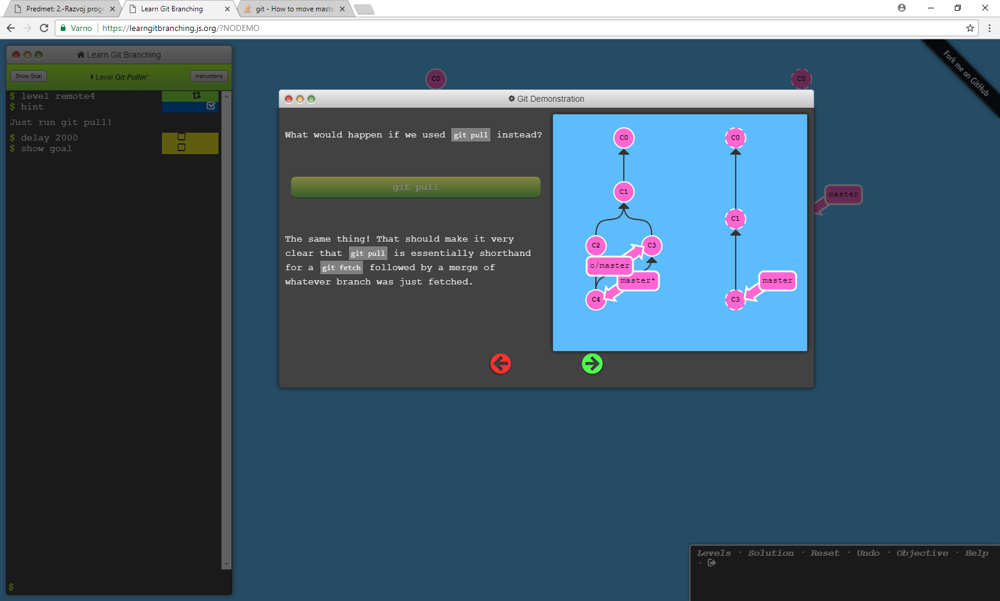 Predmet: 2.-Razvoj progr
Learn Git Branching
git - How to move maste
Varno
https://learngitbranching.js.org/?NODEMO
Fork me on GitHub
Learn Git Branching
Show Goal
Level Git Pullin'
Instructions
$ level remote4
$ hint
Just run git pull!
$ delay 2000
$ show goal
$
C0
C0
master
Git Demonstration
What would happen if we used git pull instead?
git pull
The same thing! That should make it very
clear that git pull is essentially shorthand
for a git fetch followed by a merge of
whatever branch was just fetched.
C0
C0
C1
C1
C2
C3
o/master
master*
master
C4
C3
Levels · Solution · Reset · Undo · Objective · Help
·